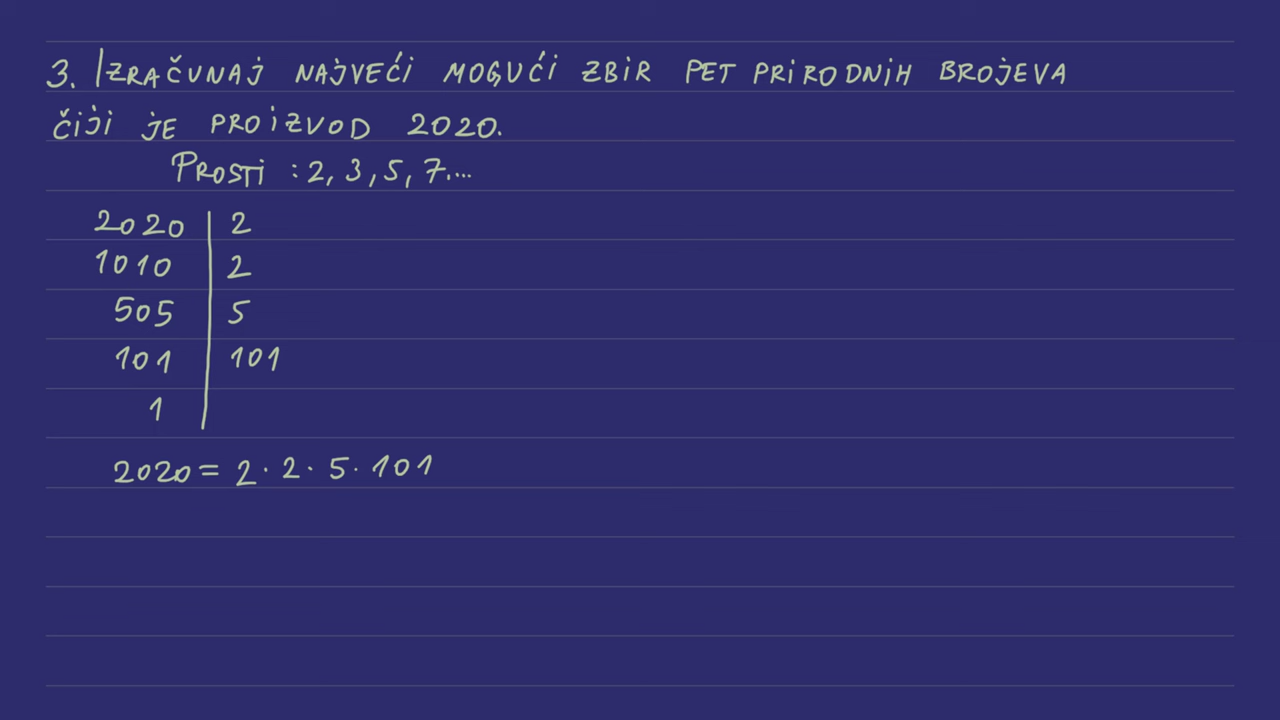 3. IZRAČUNAJ NAJVEĆI MOGUĆI ZBIR PET PRIRODNIH BROJEVA
ČIJI JE PROIZVOD 2020.
PROSTI : 2, 3, 5, 7....
2020 | 2
1010 | 2
505 | 5
101 | 101
1 |
2020 = 2 · 2 · 5 · 101